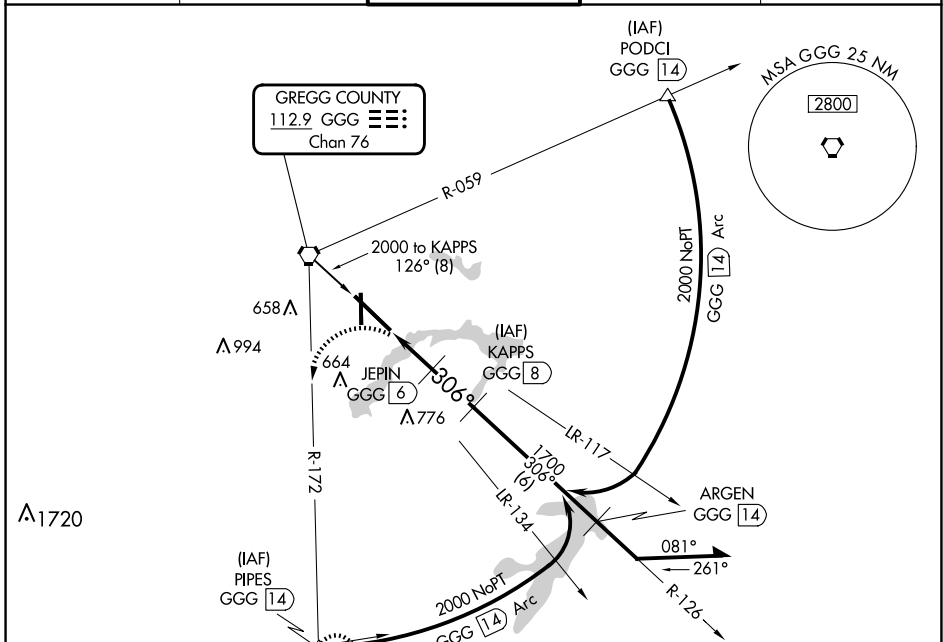 (IAF)
PODCI
GGG 14
MSA GGG 25 NM
2800
GREGG COUNTY
112.9 GGG
Chan 76
R-059
2000 to KAPPS
126° (8)
2000 NoPT
GGG 14 Arc
658
994
664
JEPIN
GGG 6
306°
(IAF)
KAPPS
GGG 8
776
LR-117
1700
306°
(6)
R-172
LR-134
ARGEN
GGG 14
1720
081°
261°
(IAF)
PIPES
GGG 14
2000 NoPT
GGG 14 Arc
R-126